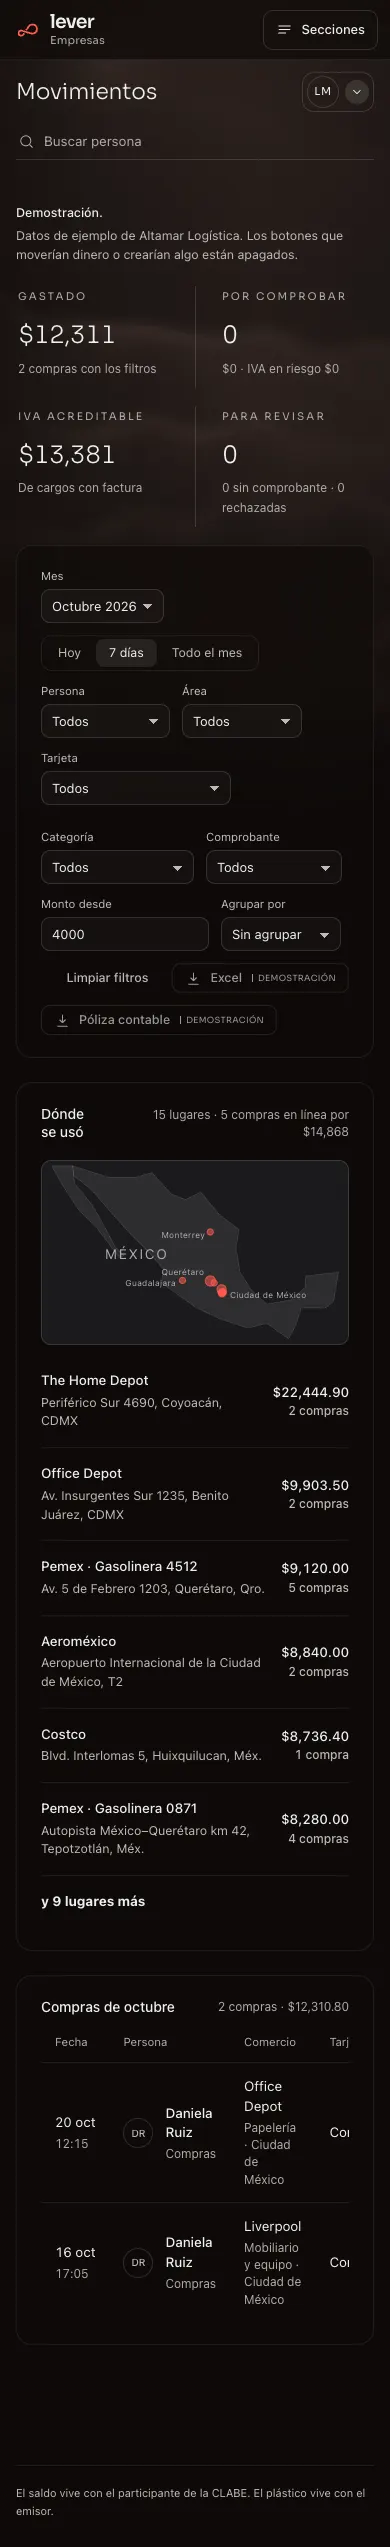 lever
Empresas
Secciones
Movimientos
LM
Buscar persona
Demostración.
Datos de ejemplo de Altamar Logística. Los botones que
moverían dinero o crearían algo están apagados.
GASTADO
$12,311
2 compras con los filtros
POR COMPROBAR
0
$0 · IVA en riesgo $0
IVA ACREDITABLE
$13,381
De cargos con factura
PARA REVISAR
0
0 sin comprobante · 0
rechazadas
Mes
Octubre 2026
Hoy
7 días
Todo el mes
Persona
Área
Todos
Todos
Tarjeta
Todos
Categoría
Comprobante
Todos
Todos
Monto desde
Agrupar por
4000
Sin agrupar
Limpiar filtros
Excel | DEMOSTRACIÓN
Póliza contable | DEMOSTRACIÓN
Dónde
se usó
15 lugares · 5 compras en línea por
$14,868
Monterrey
MÉXICO
Querétaro
Guadalajara
Ciudad de México
The Home Depot
Periférico Sur 4690, Coyoacán,
CDMX
$22,444.90
2 compras
Office Depot
Av. Insurgentes Sur 1235, Benito
Juárez, CDMX
$9,903.50
2 compras
Pemex · Gasolinera 4512
Av. 5 de Febrero 1203, Querétaro, Qro.
$9,120.00
5 compras
Aeroméxico
Aeropuerto Internacional de la Ciudad
de México, T2
$8,840.00
2 compras
Costco
Blvd. Interlomas 5, Huixquilucan, Méx.
$8,736.40
1 compra
Pemex · Gasolinera 0871
Autopista México–Querétaro km 42,
Tepotzotlán, Méx.
$8,280.00
4 compras
y 9 lugares más
Compras de octubre
2 compras · $12,310.80
Fecha
Persona
Comercio
Tarj
20 oct
12:15
DR
Daniela
Ruiz
Compras
Office
Depot
Papelería
· Ciudad
de
México
Cor
16 oct
17:05
DR
Daniela
Ruiz
Compras
Liverpool
Mobiliario
y equipo ·
Ciudad de
México
Cor
El saldo vive con el participante de la CLABE. El plástico vive con el
emisor.